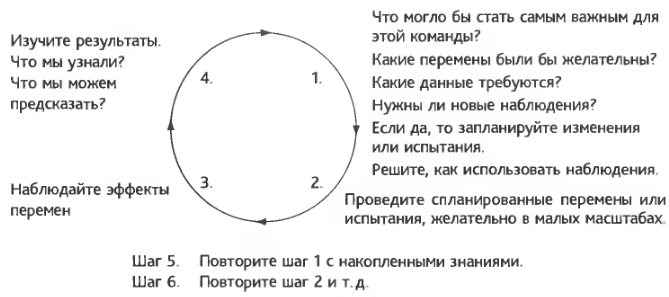 Что могло бы стать самым важным для
этой команды?
Какие перемены были бы желательны?
Какие данные требуются?
Нужны ли новые наблюдения?
Если да, то запланируйте изменения
или испытания.
Решите, как использовать наблюдения.
Изучите результаты.
Что мы узнали?
Что мы можем
предсказать?
4.
1.
3.
2.
Наблюдайте эффекты
перемен
Проведите спланированные перемены или
испытания, желательно в малых масштабах.
Шаг 5. Повторите шаг 1 с накопленными знаниями.
Шаг 6. Повторите шаг 2 и т.д.